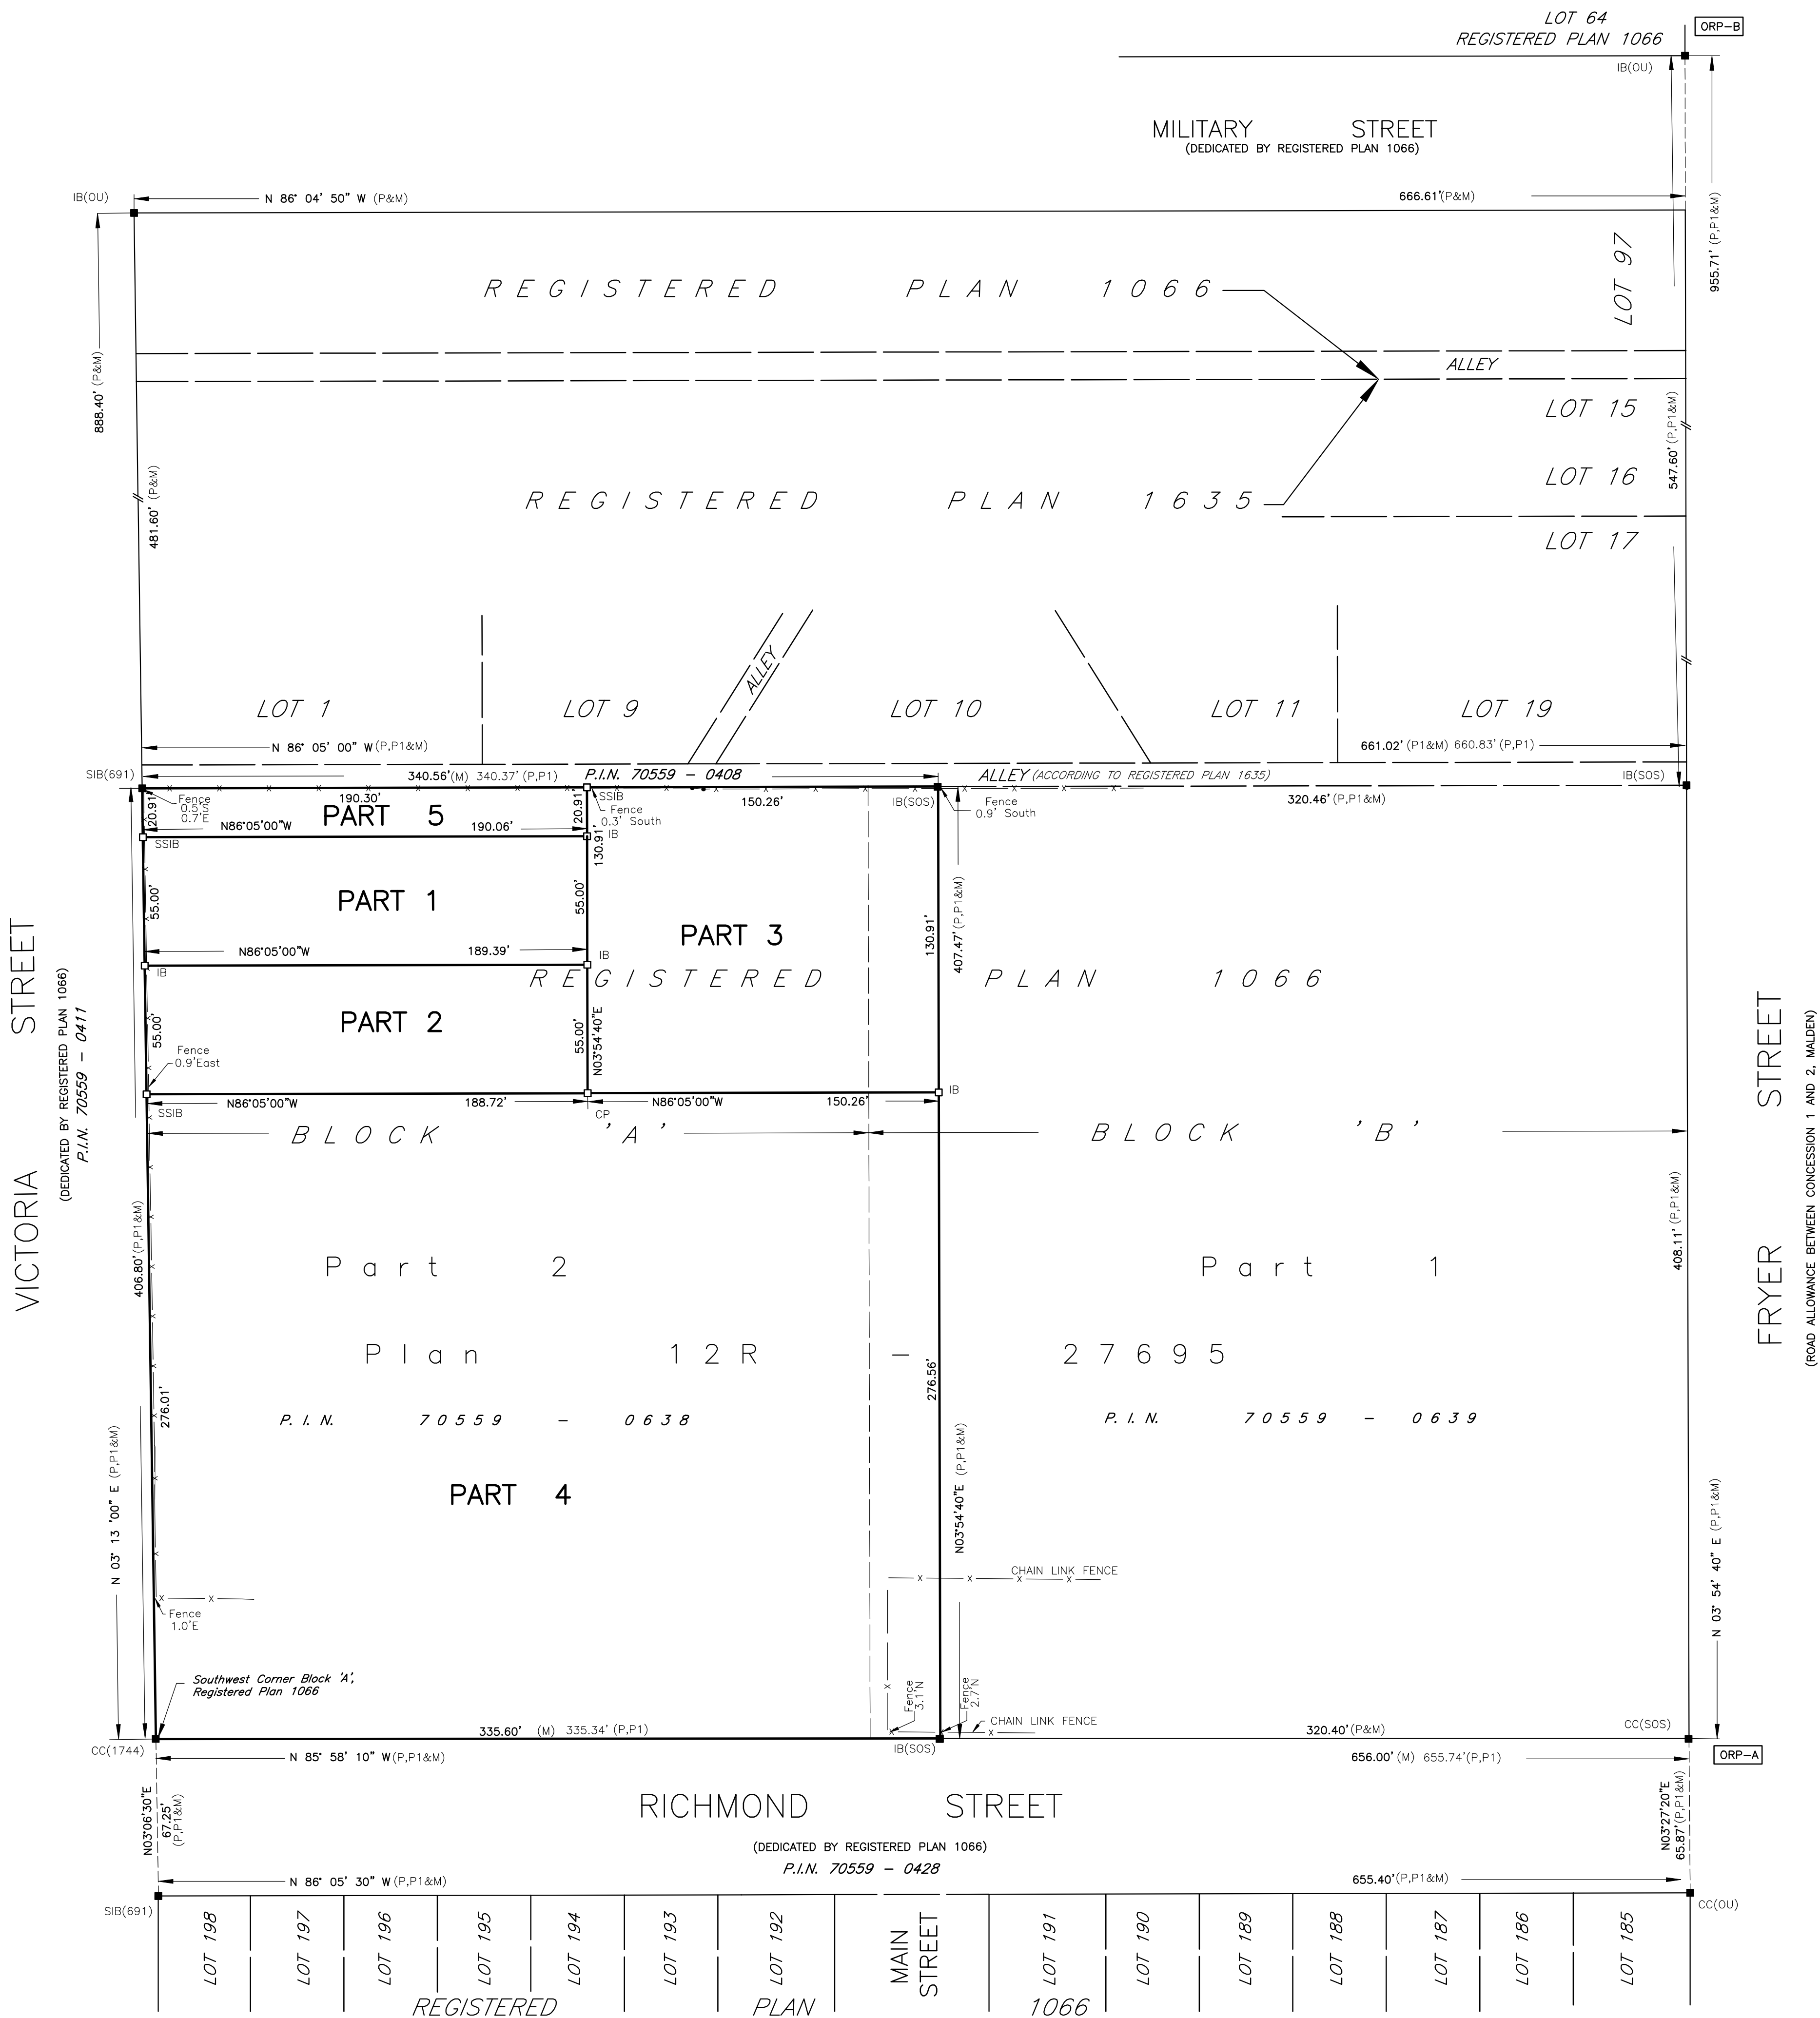 LOT 64
REGISTERED PLAN 1066
ORP-B
IB(OU)
MILITARY STREET
(DEDICATED BY REGISTERED PLAN 1066)
IB(OU)
N 86° 04' 50" W (P&M)
666.61'(P&M)
888.40' (P&M)
955.71' (P,P1&M)
REGISTERED PLAN 1066
LOT 97
ALLEY
LOT 15
547.60' (P,P1&M)
481.60' (P&M)
LOT 16
REGISTERED PLAN 1635
LOT 17
ALLEY
LOT 1
LOT 9
LOT 10
LOT 11
LOT 19
N 86° 05' 00" W (P,P1&M)
661.02' (P1&M) 660.83' (P,P1)
SIB(691)
340.56'(M) 340.37' (P,P1)
P.I.N. 70559 - 0408
ALLEY (ACCORDING TO REGISTERED PLAN 1635)
IB(SOS)
Fence
0.5'S
0.7'E
190.30'
SSIB
Fence
0.3' South
150.26'
IB(SOS)
Fence
0.9' South
320.46' (P,P1&M)
20.91'
PART 5
20.91'
N86°05'00"W
190.06'
IB
SSIB
130.91'
55.00'
PART 1
55.00'
PART 3
130.91'
407.47' (P,P1&M)
N86°05'00"W
189.39'
IB
IB
REGISTERED PLAN 1066
VICTORIA STREET
(DEDICATED BY REGISTERED PLAN 1066)
P.I.N. 70559 - 0411
55.00'
PART 2
55.00'
N03°54'40"E
Fence
0.9'East
SSIB
N86°05'00"W
188.72'
CP
N86°05'00"W
150.26'
IB
BLOCK 'A'
BLOCK 'B'
FRYER STREET
(ROAD ALLOWANCE BETWEEN CONCESSION 1 AND 2, MALDEN)
406.80' (P,P1&M)
408.11' (P,P1&M)
Part 2
Part 1
Plan 12R - 27695
276.01'
276.56'
P.I.N. 70559 - 0638
P.I.N. 70559 - 0639
PART 4
N 03° 13 '00" E (P,P1&M)
N03°54'40"E (P,P1&M)
N 03° 54' 40" E (P,P1&M)
CHAIN LINK FENCE
Fence
1.0'E
Southwest Corner Block 'A',
Registered Plan 1066
Fence
3.1'N
Fence
2.7'N
CHAIN LINK FENCE
335.60' (M) 335.34' (P,P1)
320.40'(P&M)
CC(SOS)
CC(1744)
N 85° 58' 10" W (P,P1&M)
IB(SOS)
656.00' (M) 655.74'(P,P1)
ORP-A
N03°06'30"E
67.25'
(P,P1&M)
RICHMOND STREET
(DEDICATED BY REGISTERED PLAN 1066)
P.I.N. 70559 - 0428
N03°27'20"E
65.87'(P,P1&M)
N 86° 05' 30" W (P,P1&M)
655.40'(P,P1&M)
SIB(691)
CC(OU)
LOT 198
LOT 197
LOT 196
LOT 195
LOT 194
LOT 193
LOT 192
MAIN
STREET
LOT 191
LOT 190
LOT 189
LOT 188
LOT 187
LOT 186
LOT 185
REGISTERED PLAN 1066